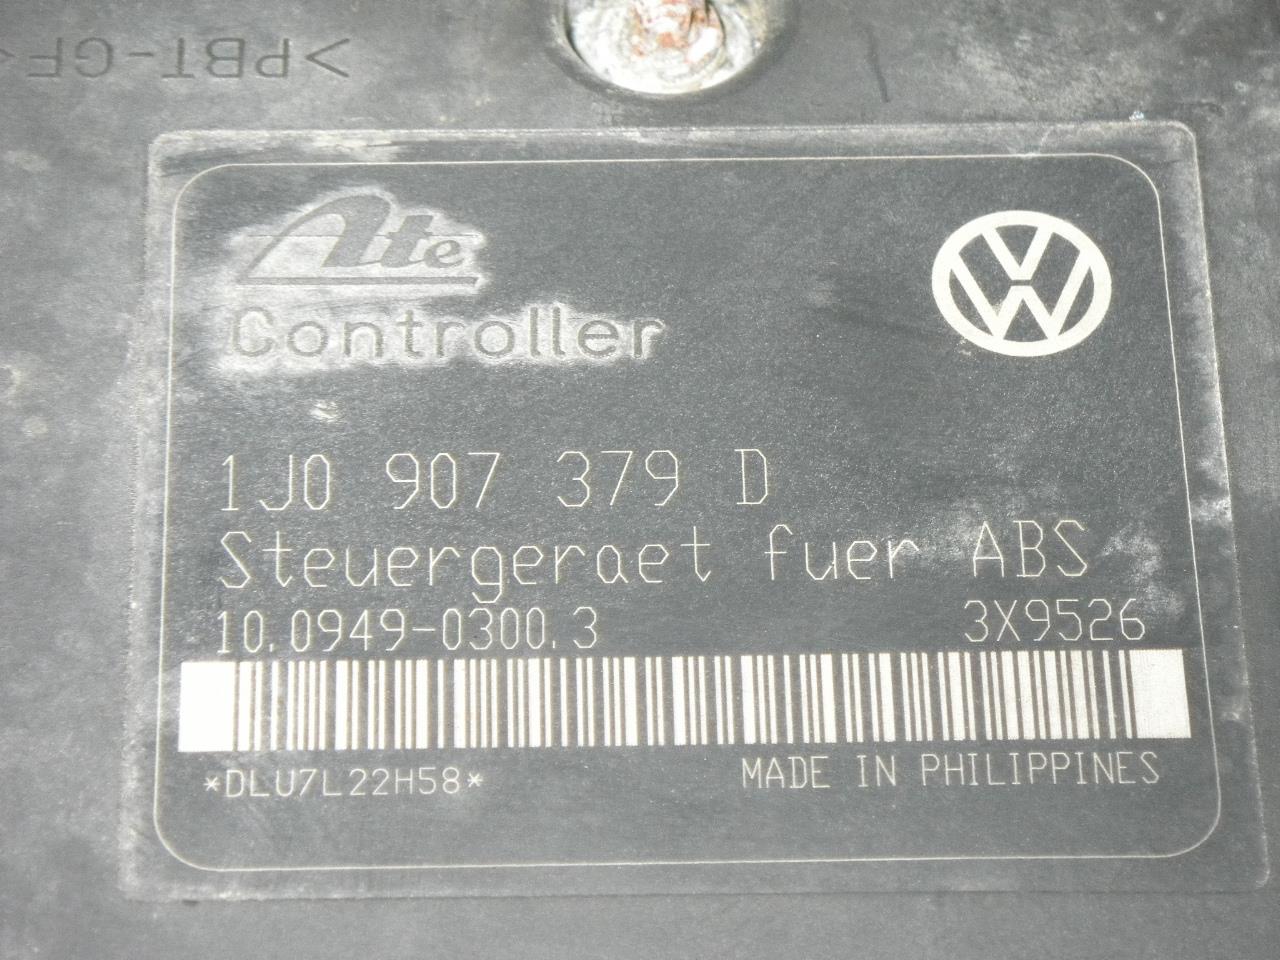 >PBT-GF<
Ate
Controller
1J0 907 379 D
Steuergeraet fuer ABS
10.0949-0300.3 3X9526
*DLU7L22H58*
MADE IN PHILIPPINES